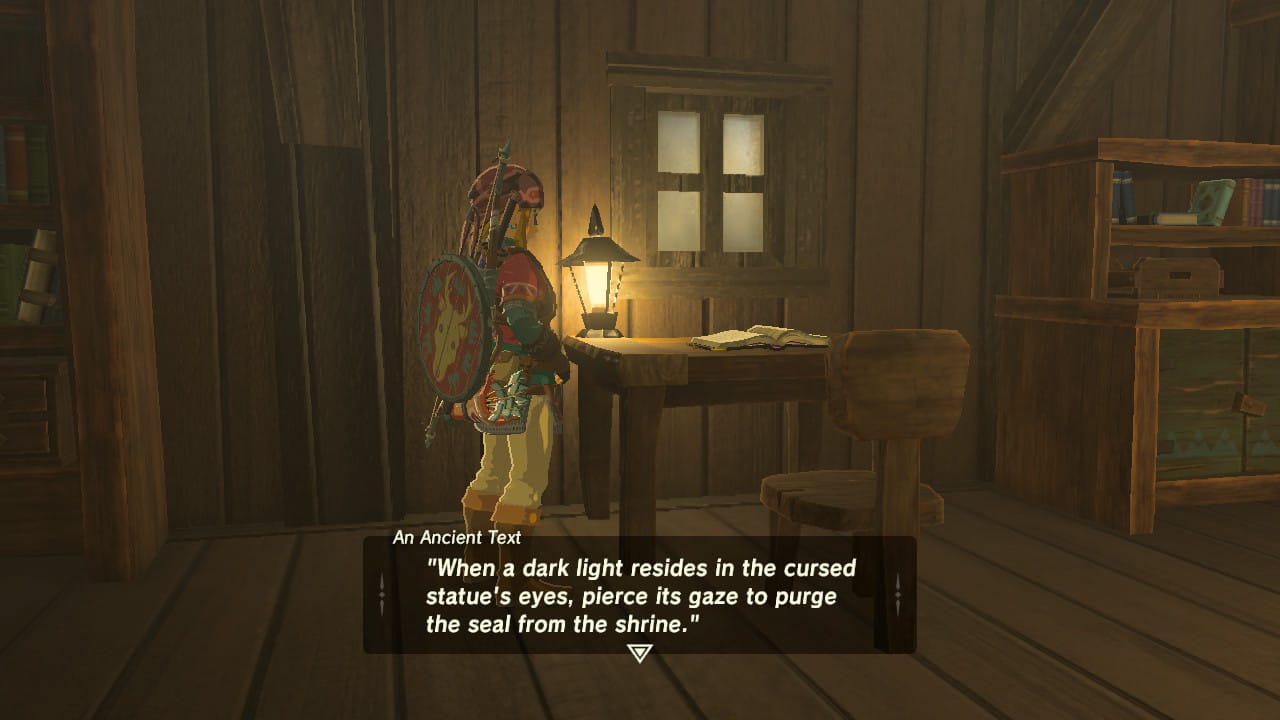 An Ancient Text
"When a dark light resides in the cursed
statue's eyes, pierce its gaze to purge
the seal from the shrine."